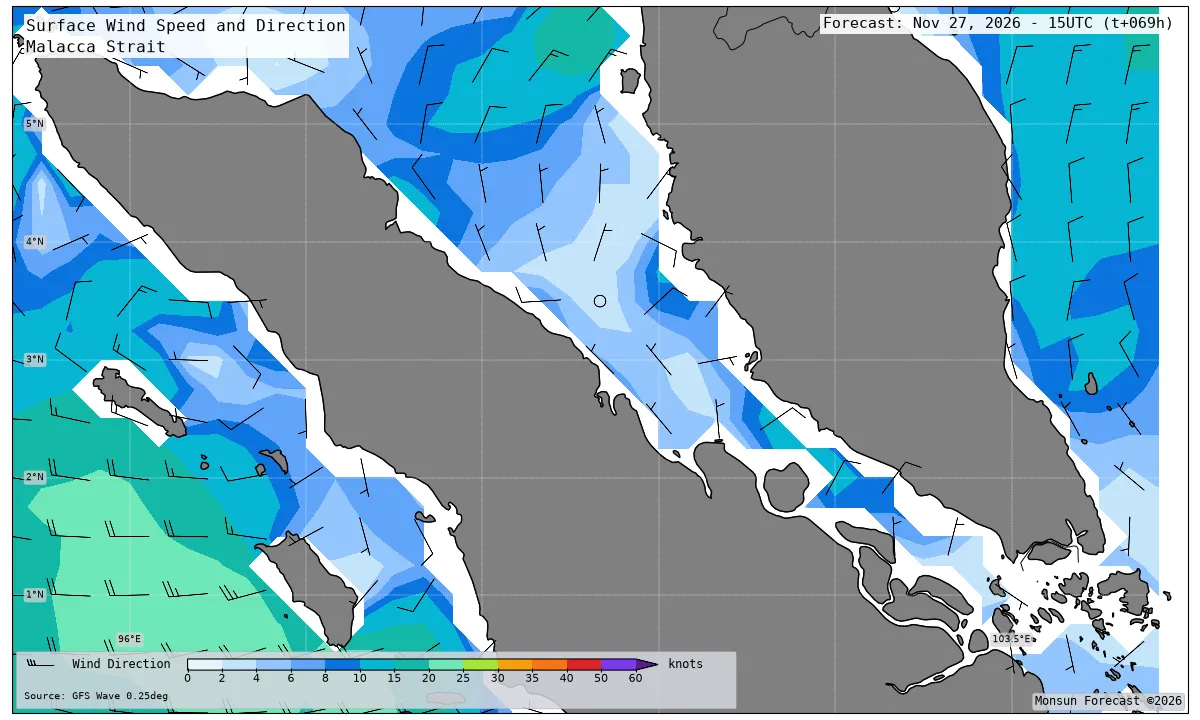 Surface Wind Speed and Direction
Malacca Strait
Forecast: Nov 27, 2026 - 15UTC (t+069h)
5°N
4°N
3°N
2°N
1°N
96°E
103.5°E
Wind Direction
knots
0 2 4 6 8 10 15 20 25 30 35 40 50 60
Source: GFS Wave 0.25deg
Monsun Forecast ©2026